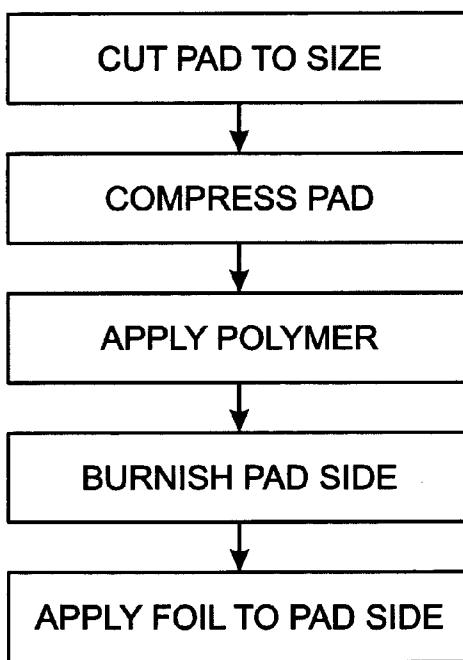 CUT PAD TO SIZE
COMPRESS PAD
APPLY POLYMER
BURNISH PAD SIDE
APPLY FOIL TO PAD SIDE